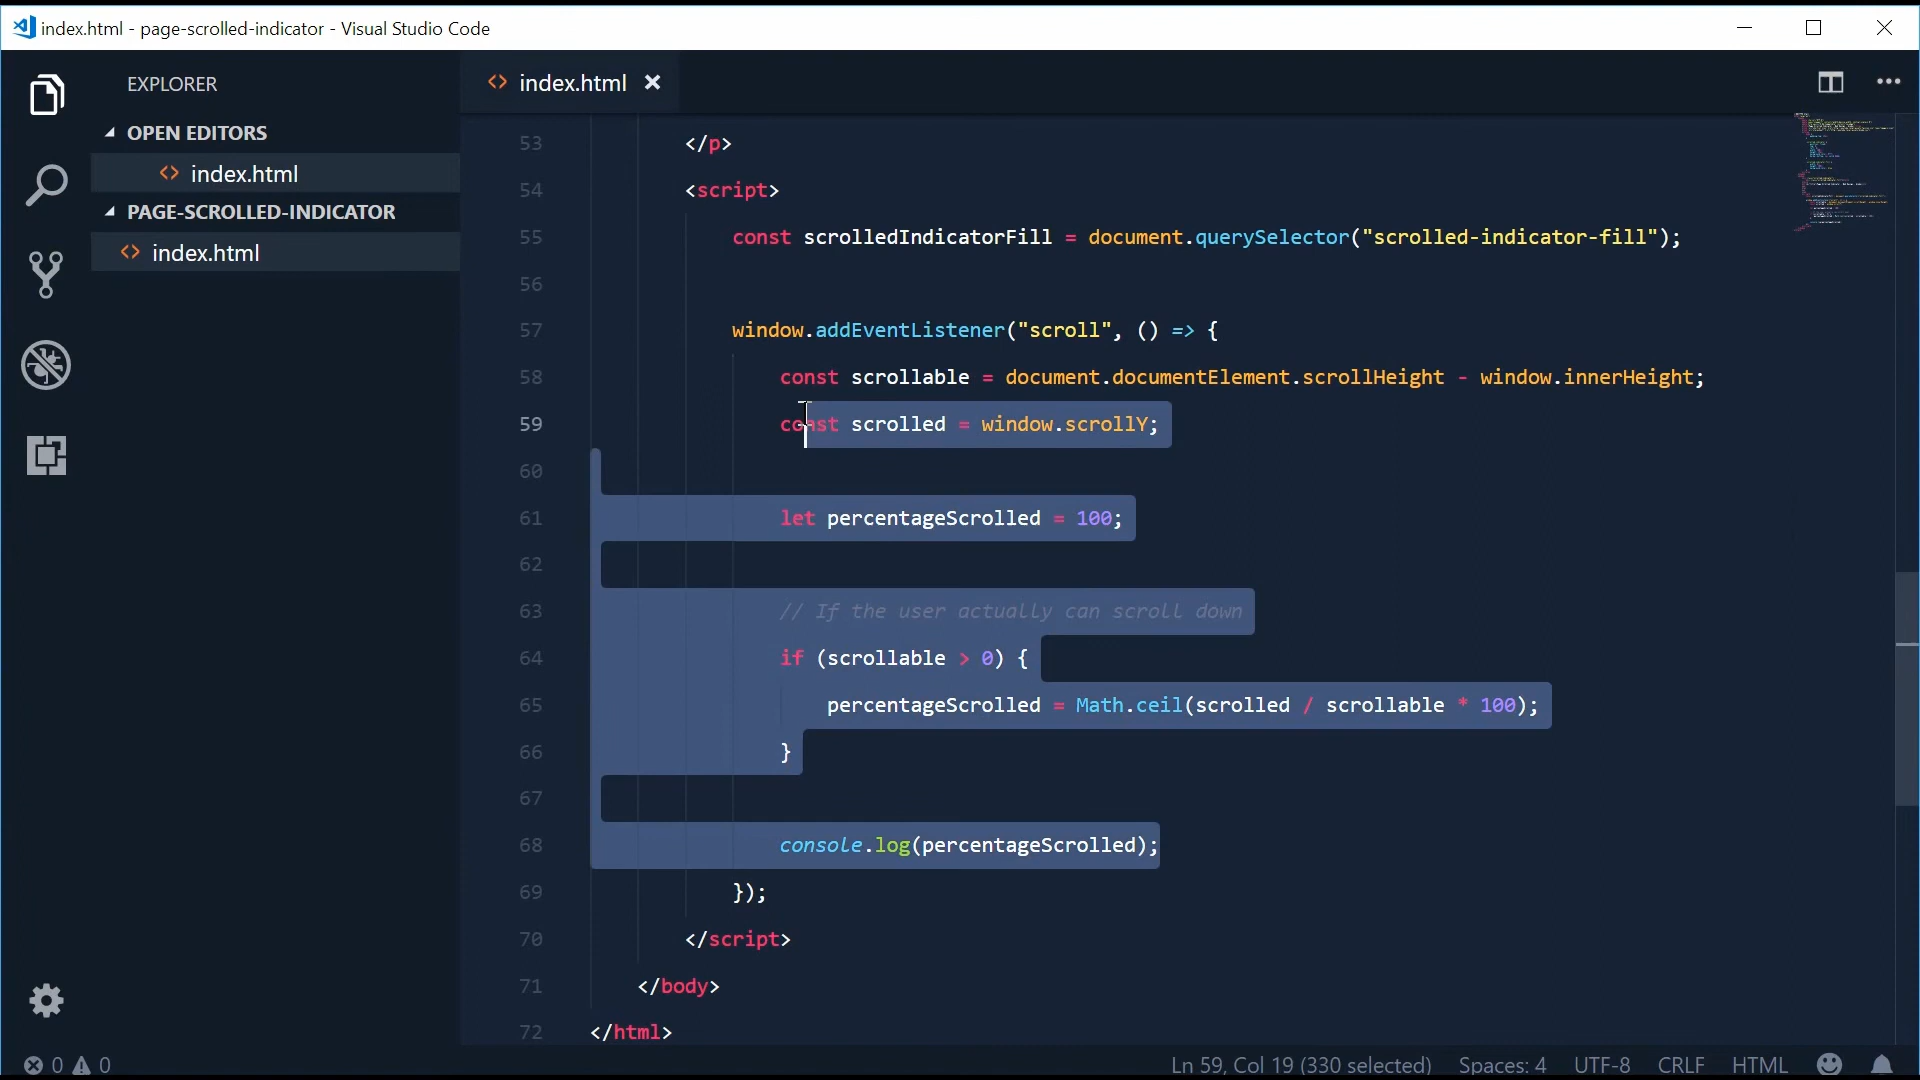 index.html - page-scrolled-indicator - Visual Studio Code
EXPLORER
OPEN EDITORS
index.html
PAGE-SCROLLED-INDICATOR
index.html
index.html
53 </p>
54 <script>
55 const scrolledIndicatorFill = document.querySelector("scrolled-indicator-fill");
56
57 window.addEventListener("scroll", () => {
58 const scrollable = document.documentElement.scrollHeight - window.innerHeight;
59 const scrolled = window.scrollY;
60
61 let percentageScrolled = 100;
62
63 // If the user actually can scroll down
64 if (scrollable > 0) {
65 percentageScrolled = Math.ceil(scrolled / scrollable * 100);
66 }
67
68 console.log(percentageScrolled);
69 });
70 </script>
71 </body>
72 </html>
0 0 Ln 59, Col 19 (330 selected) Spaces: 4 UTF-8 CRLF HTML